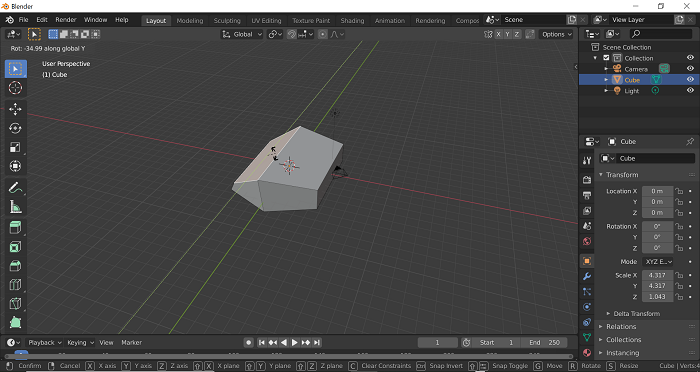 Blender
File Edit Render Window Help Layout Modeling Sculpting UV Editing Texture Paint Shading Animation Rendering Compos Scene View Layer
Global X Y Z Options
Rot: -34.99 along global Y
User Perspective
(1) Cube
Scene Collection
Collection
Camera
Cube
Light
Cube
Cube
Transform
Location X 0 m
Y 0 m
Z 0 m
Rotation X 0°
Y 0°
Z 0°
Mode XYZ E...
Scale X 4.317
Y 4.317
Z 1.043
Delta Transform
Relations
Collections
Instancing
Playback Keying View Marker 1 Start 1 End 250
Confirm Cancel X X axis Y Y axis Z Z axis X X plane Y Y plane Z Z plane C Clear Constraints Snap Invert Snap Toggle G Move R Rotate S Resize Cube | Vert